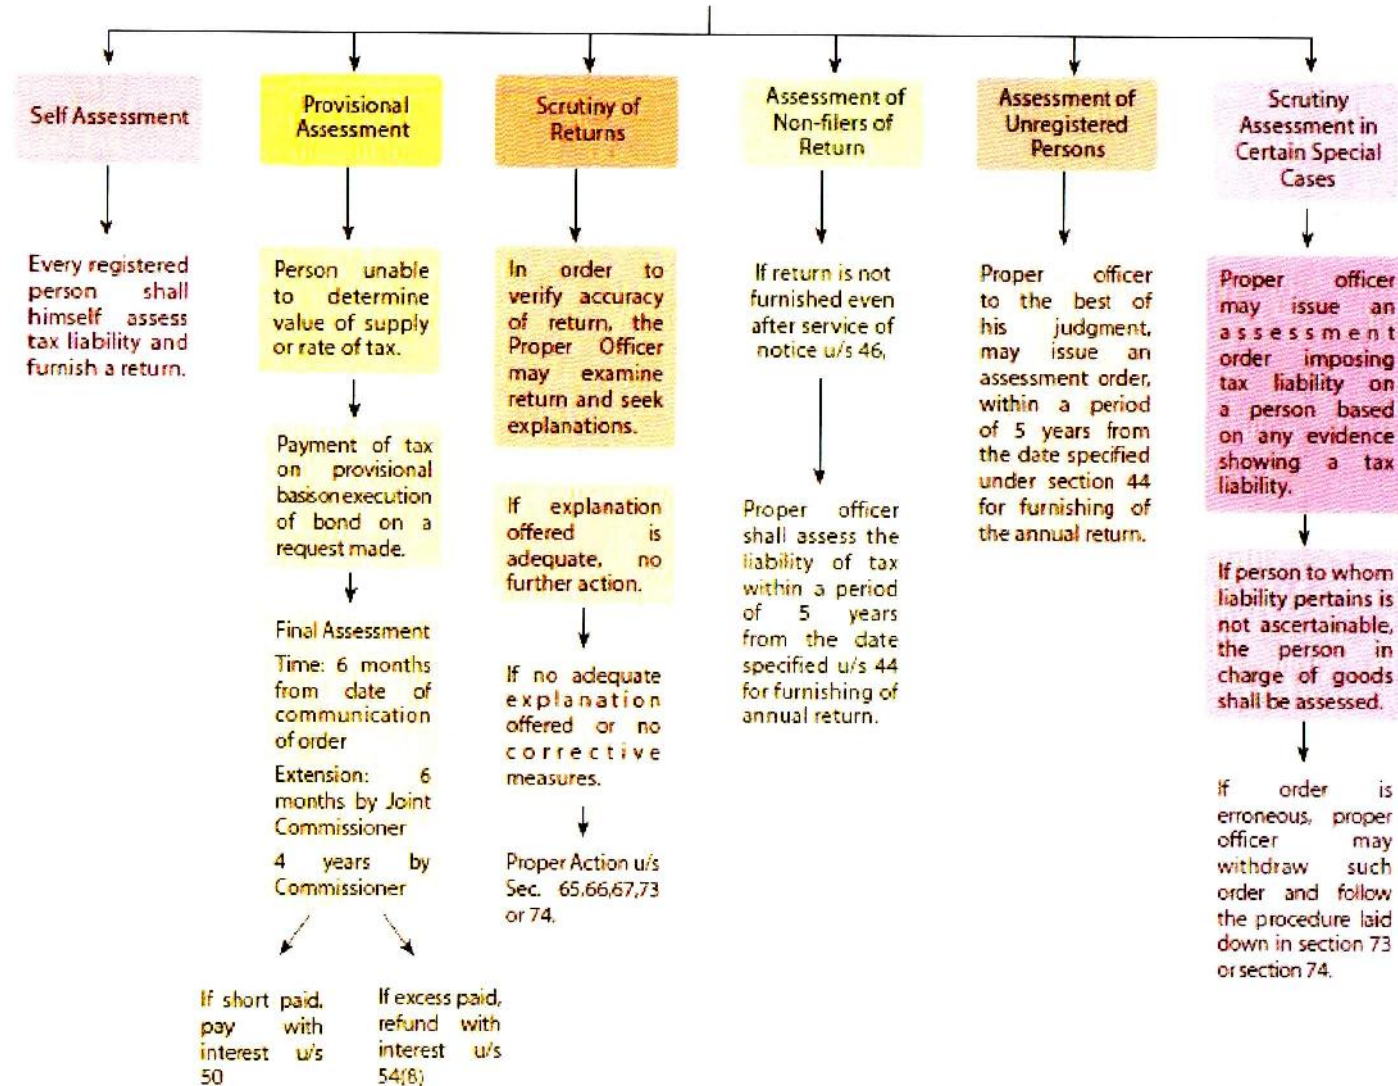 Self Assessment
Every registered
person shall
himself assess
tax liability and
furnish a return.
Provisional
Assessment
Person unable
to determine
value of supply
or rate of tax.
Payment of tax
on provisional
basis on execution
of bond on a
request made.
Final Assessment
Time: 6 months
from date of
communication
of order
Extension: 6
months by Joint
Commissioner
4 years by
Commissioner
If short paid,
pay with
interest u/s
50
If excess paid,
refund with
interest u/s
54(8)
Scrutiny of
Returns
In order to
verify accuracy
of return, the
Proper Officer
may examine
return and seek
explanations.
If explanation
offered is
adequate, no
further action.
If no adequate
explanation
offered or no
corrective
measures.
Proper Action u/s
Sec. 65,66,67,73
or 74.
Assessment of
Non-filers of
Return
If return is not
furnished even
after service of
notice u/s 46,
Proper officer
shall assess the
liability of tax
within a period
of 5 years
from the date
specified u/s 44
for furnishing of
annual return.
Assessment of
Unregistered
Persons
Proper officer
to the best of
his judgment,
may issue an
assessment order,
within a period
of 5 years from
the date specified
under section 44
for furnishing of
the annual return.
Scrutiny
Assessment in
Certain Special
Cases
Proper officer
may issue an
assessment
order imposing
tax liability on
a person based
on any evidence
showing a tax
liability.
If person to whom
liability pertains is
not ascertainable,
the person in
charge of goods
shall be assessed.
If order is
erroneous, proper
officer may
withdraw such
order and follow
the procedure laid
down in section 73
or section 74.